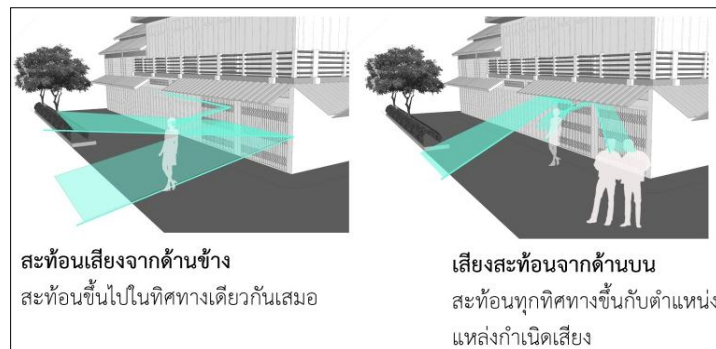 สะท้อนเสียงจากด้านข้าง
สะท้อนขึ้นไปในทิศทางเดียวกันเสมอ
เสียงสะท้อนจากด้านบน
สะท้อนทุกทิศทางขึ้นกับตำแหน่ง
แหล่งกำเนิดเสียง